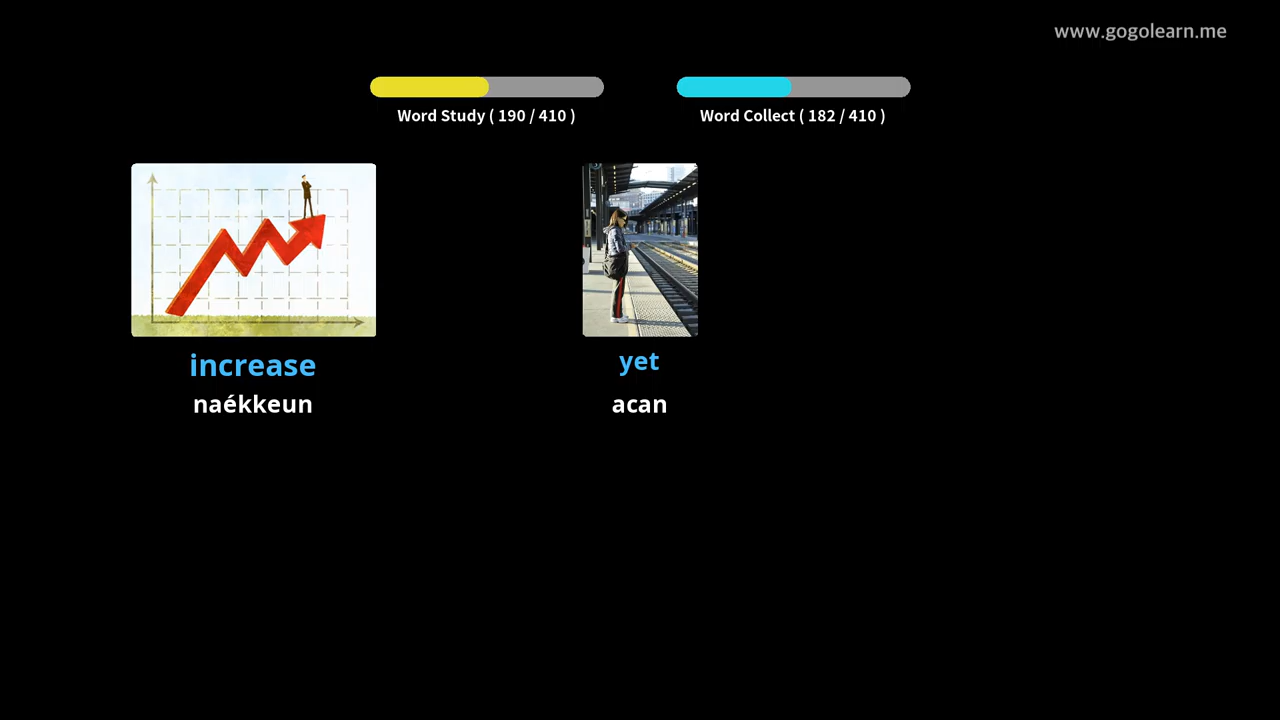 www.gogolearn.me
Word Study ( 190 / 410 )
Word Collect ( 182 / 410 )
increase
naékkeun
yet
acan